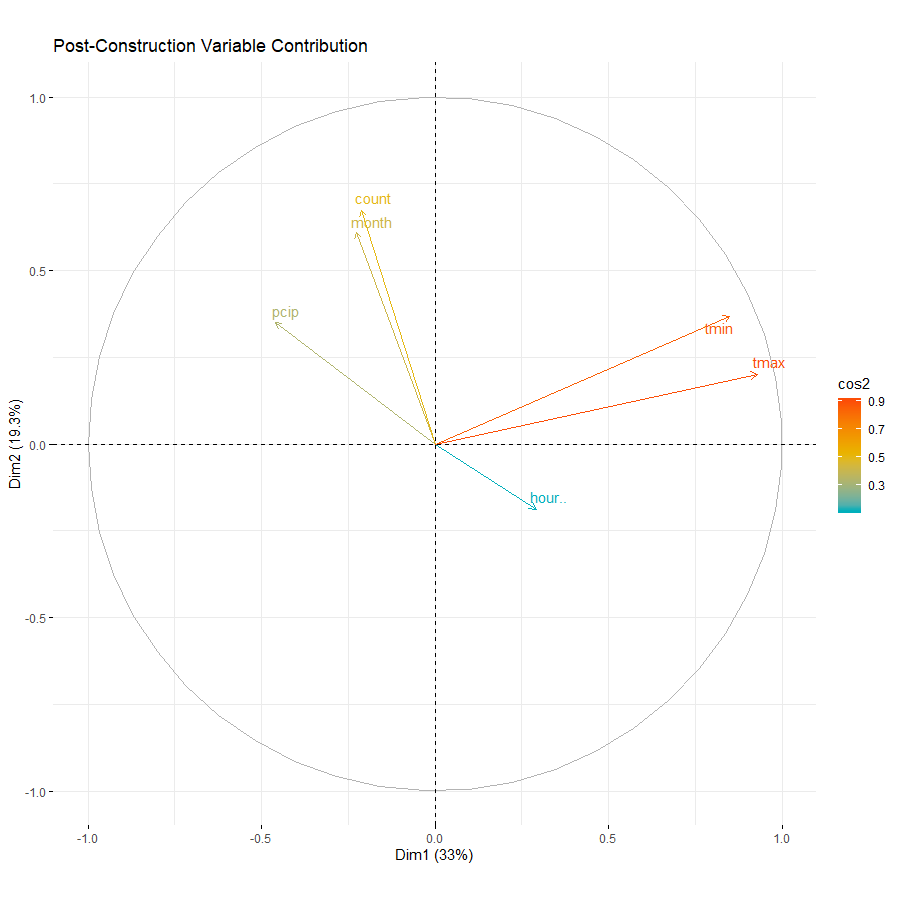 Post-Construction Variable Contribution
1.0
0.5
0.0
-0.5
-1.0
Dim2 (19.3%)
count
month
pcip
tmin
tmax
hour..
-1.0
-0.5
0.0
0.5
1.0
Dim1 (33%)
cos2
0.9
0.7
0.5
0.3